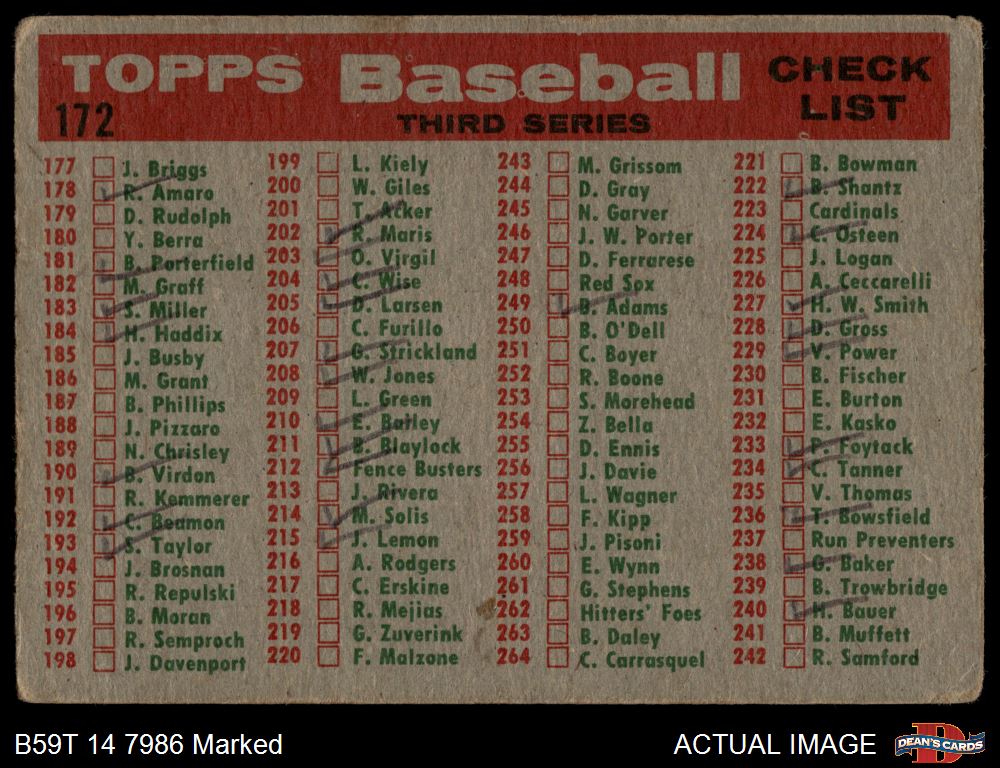 TOPPS Baseball CHECK LIST
172 THIRD SERIES
177 J. Briggs
178 R. Amaro
179 D. Rudolph
180 Y. Berra
181 B. Porterfield
182 M. Graff
183 S. Miller
184 H. Haddix
185 J. Busby
186 M. Grant
187 B. Phillips
188 J. Pizzaro
189 N. Chrisley
190 B. Virdon
191 R. Kemmerer
192 C. Beamon
193 S. Taylor
194 J. Brosnan
195 R. Repulski
196 B. Moran
197 R. Semproch
198 J. Davenport
199 L. Kiely
200 W. Giles
201 T. Acker
202 R. Maris
203 O. Virgil
204 C. Wise
205 D. Larsen
206 C. Furillo
207 G. Strickland
208 W. Jones
209 L. Green
210 E. Bailey
211 B. Blaylock
212 Fence Busters
213 J. Rivera
214 M. Solis
215 J. Lemon
216 A. Rodgers
217 C. Erskine
218 R. Mejias
219 G. Zuverink
220 F. Malzone
243 M. Grissom
244 D. Gray
245 N. Garver
246 J. W. Porter
247 D. Ferrarese
248 Red Sox
249 B. Adams
250 B. O'Dell
251 C. Boyer
252 R. Boone
253 S. Morehead
254 Z. Bella
255 D. Ennis
256 J. Davie
257 L. Wagner
258 F. Kipp
259 J. Pisoni
260 E. Wynn
261 G. Stephens
262 Hitters' Foes
263 B. Daley
264 C. Carrasquel
221 B. Bowman
222 B. Shantz
223 Cardinals
224 C. Osteen
225 J. Logan
226 A. Ceccarelli
227 H. W. Smith
228 D. Gross
229 V. Power
230 B. Fischer
231 E. Burton
232 E. Kasko
233 P. Foytack
234 C. Tanner
235 V. Thomas
236 T. Bowsfield
237 Run Preventers
238 G. Baker
239 B. Trowbridge
240 H. Bauer
241 B. Muffett
242 R. Samford
B59T 14 7986 Marked
ACTUAL IMAGE
DEAN'S CARDS